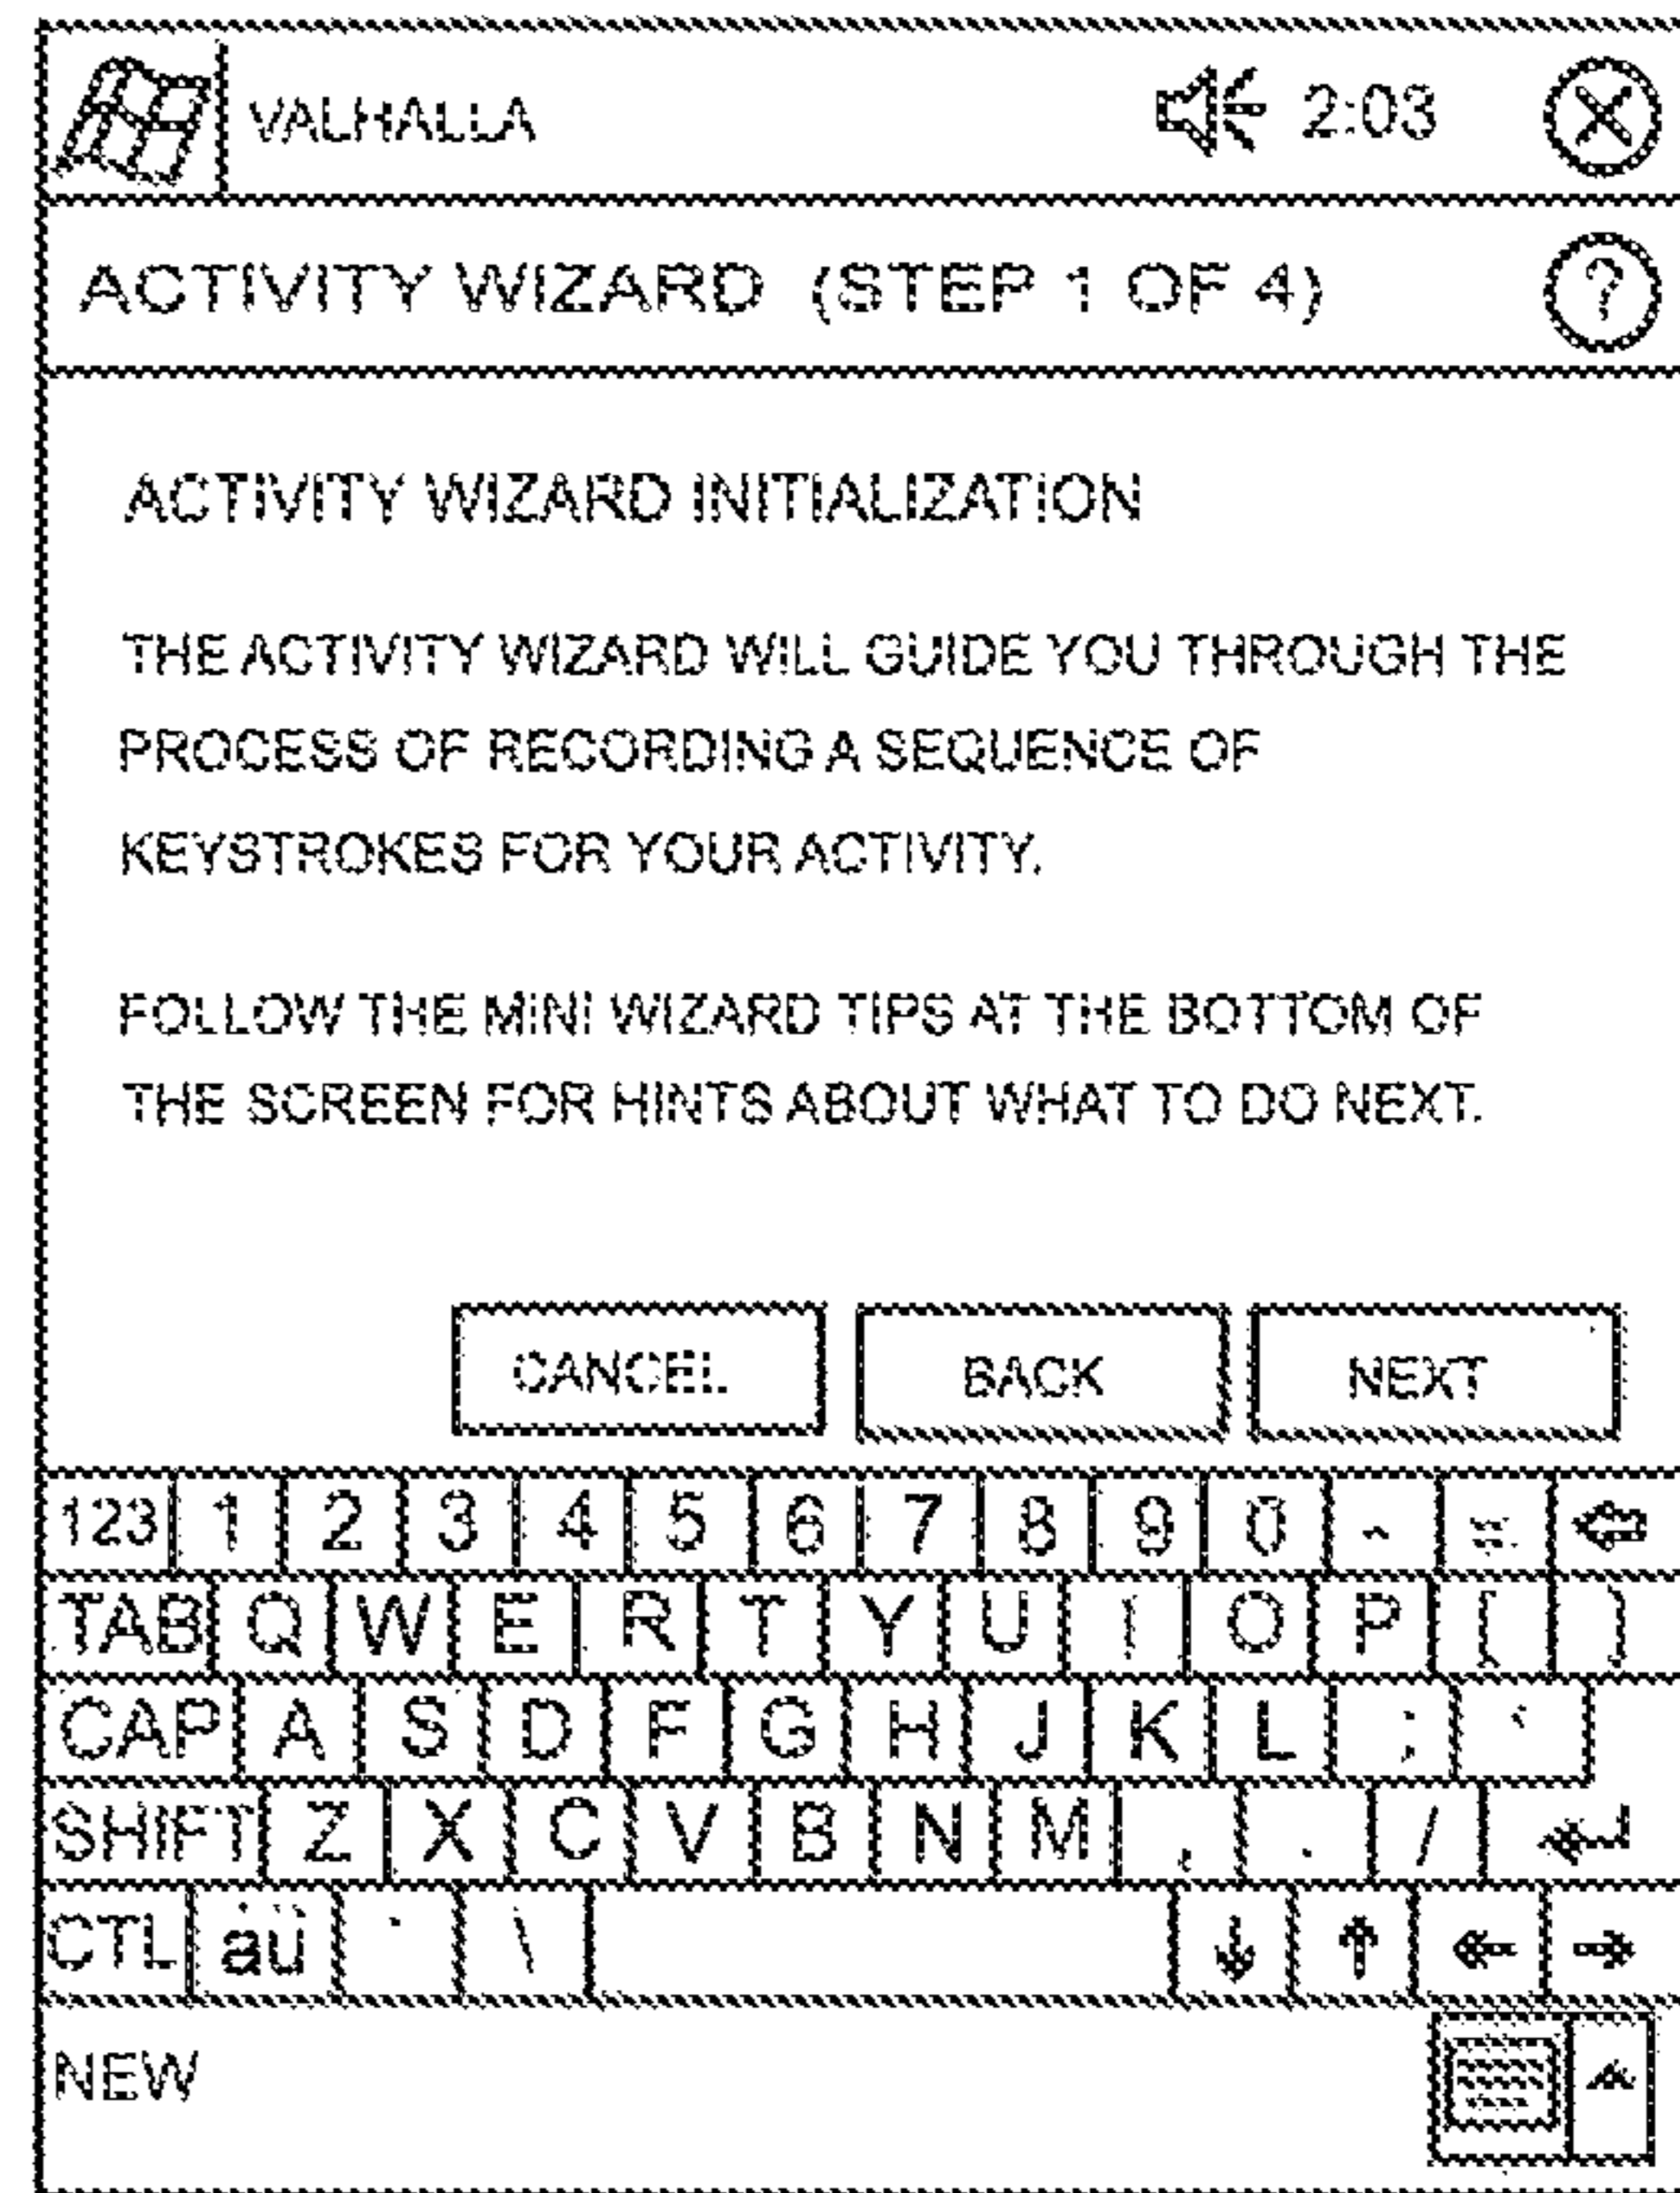 VALHALLA 2:03
ACTIVITY WIZARD (STEP 1 OF 4) ?
ACTIVITY WIZARD INITIALIZATION
THE ACTIVITY WIZARD WILL GUIDE YOU THROUGH THE
PROCESS OF RECORDING A SEQUENCE OF
KEYSTROKES FOR YOUR ACTIVITY.
FOLLOW THE MINI WIZARD TIPS AT THE BOTTOM OF
THE SCREEN FOR HINTS ABOUT WHAT TO DO NEXT.
CANCEL BACK NEXT
123 1 2 3 4 5 6 7 8 9 0 - =
TAB Q W E R T Y U I O P [ ]
CAP A S D F G H J K L ; '
SHIFT Z X C V B N M , . /
CTL áü ` \
NEW